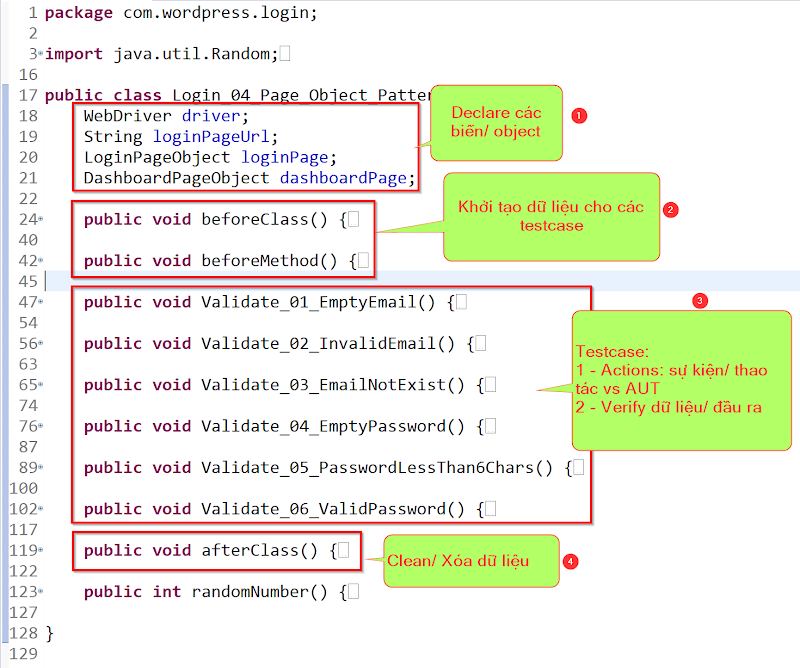 1 package com.wordpress.login;
2
3 import java.util.Random;
16
17 public class Login_04_Page_Object_Patter
18 WebDriver driver;
19 String loginPageUrl;
20 LoginPageObject loginPage;
21 DashboardPageObject dashboardPage;
Declare các
biến/ object
1
22
24 public void beforeClass() {
40
42 public void beforeMethod() {
Khởi tạo dữ liệu cho các
testcase
2
45
47 public void Validate_01_EmptyEmail() {
54
56 public void Validate_02_InvalidEmail() {
63
65 public void Validate_03_EmailNotExist() {
74
76 public void Validate_04_EmptyPassword() {
87
89 public void Validate_05_PasswordLessThan6Chars() {
100
102 public void Validate_06_ValidPassword() {
3
Testcase:
1 - Actions: sự kiện/ thao
tác vs AUT
2 - Verify dữ liệu/ đầu ra
117
119 public void afterClass() {
Clean/ Xóa dữ liệu
4
122
123 public int randomNumber() {
127
128 }
129